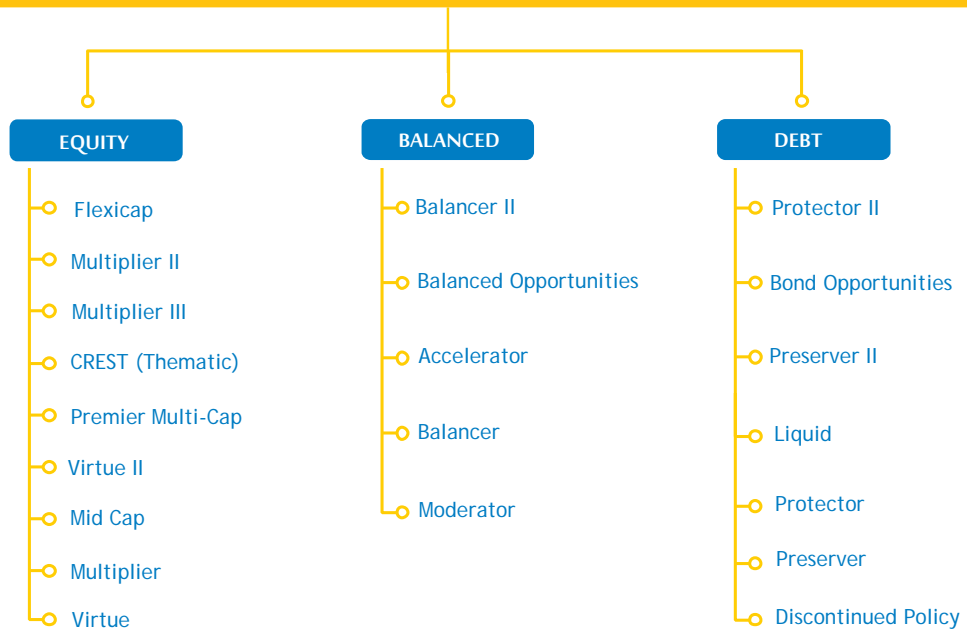 EQUITY
Flexicap
Multiplier II
Multiplier III
CREST (Thematic)
Premier Multi-Cap
Virtue II
Mid Cap
Multiplier
Virtue
BALANCED
Balancer II
Balanced Opportunities
Accelerator
Balancer
Moderator
DEBT
Protector II
Bond Opportunities
Preserver II
Liquid
Protector
Preserver
Discontinued Policy